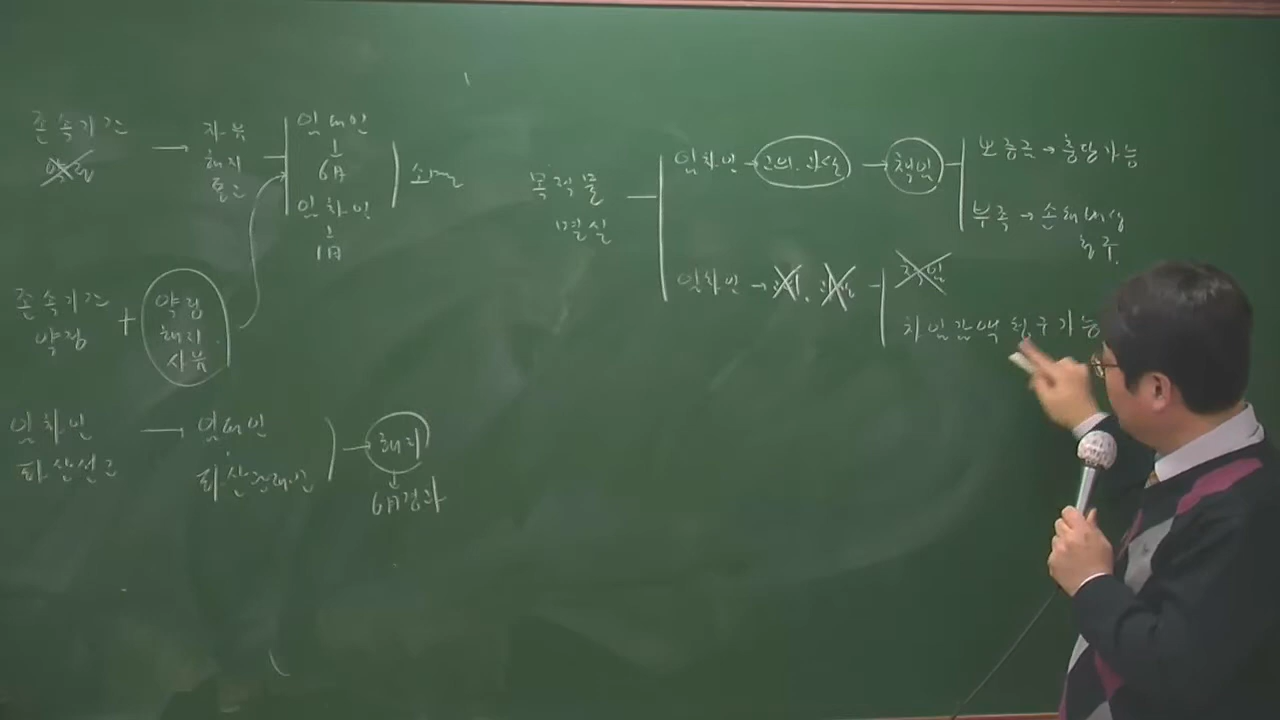 존속기간
약정
자유
해지
통고
임대인
6月
임차인
1月
소멸
존속기간
약정
+
약정
해지
사유
임차인
파산선고
임대인
파산관재인
해지
6月경과
목적물
멸실
임차인 → 고의.과실 → 책임
보증금 → 충당가능
부족 → 손해배상
청구.
임차인 → 고의.과실
책임
차임감액청구가능